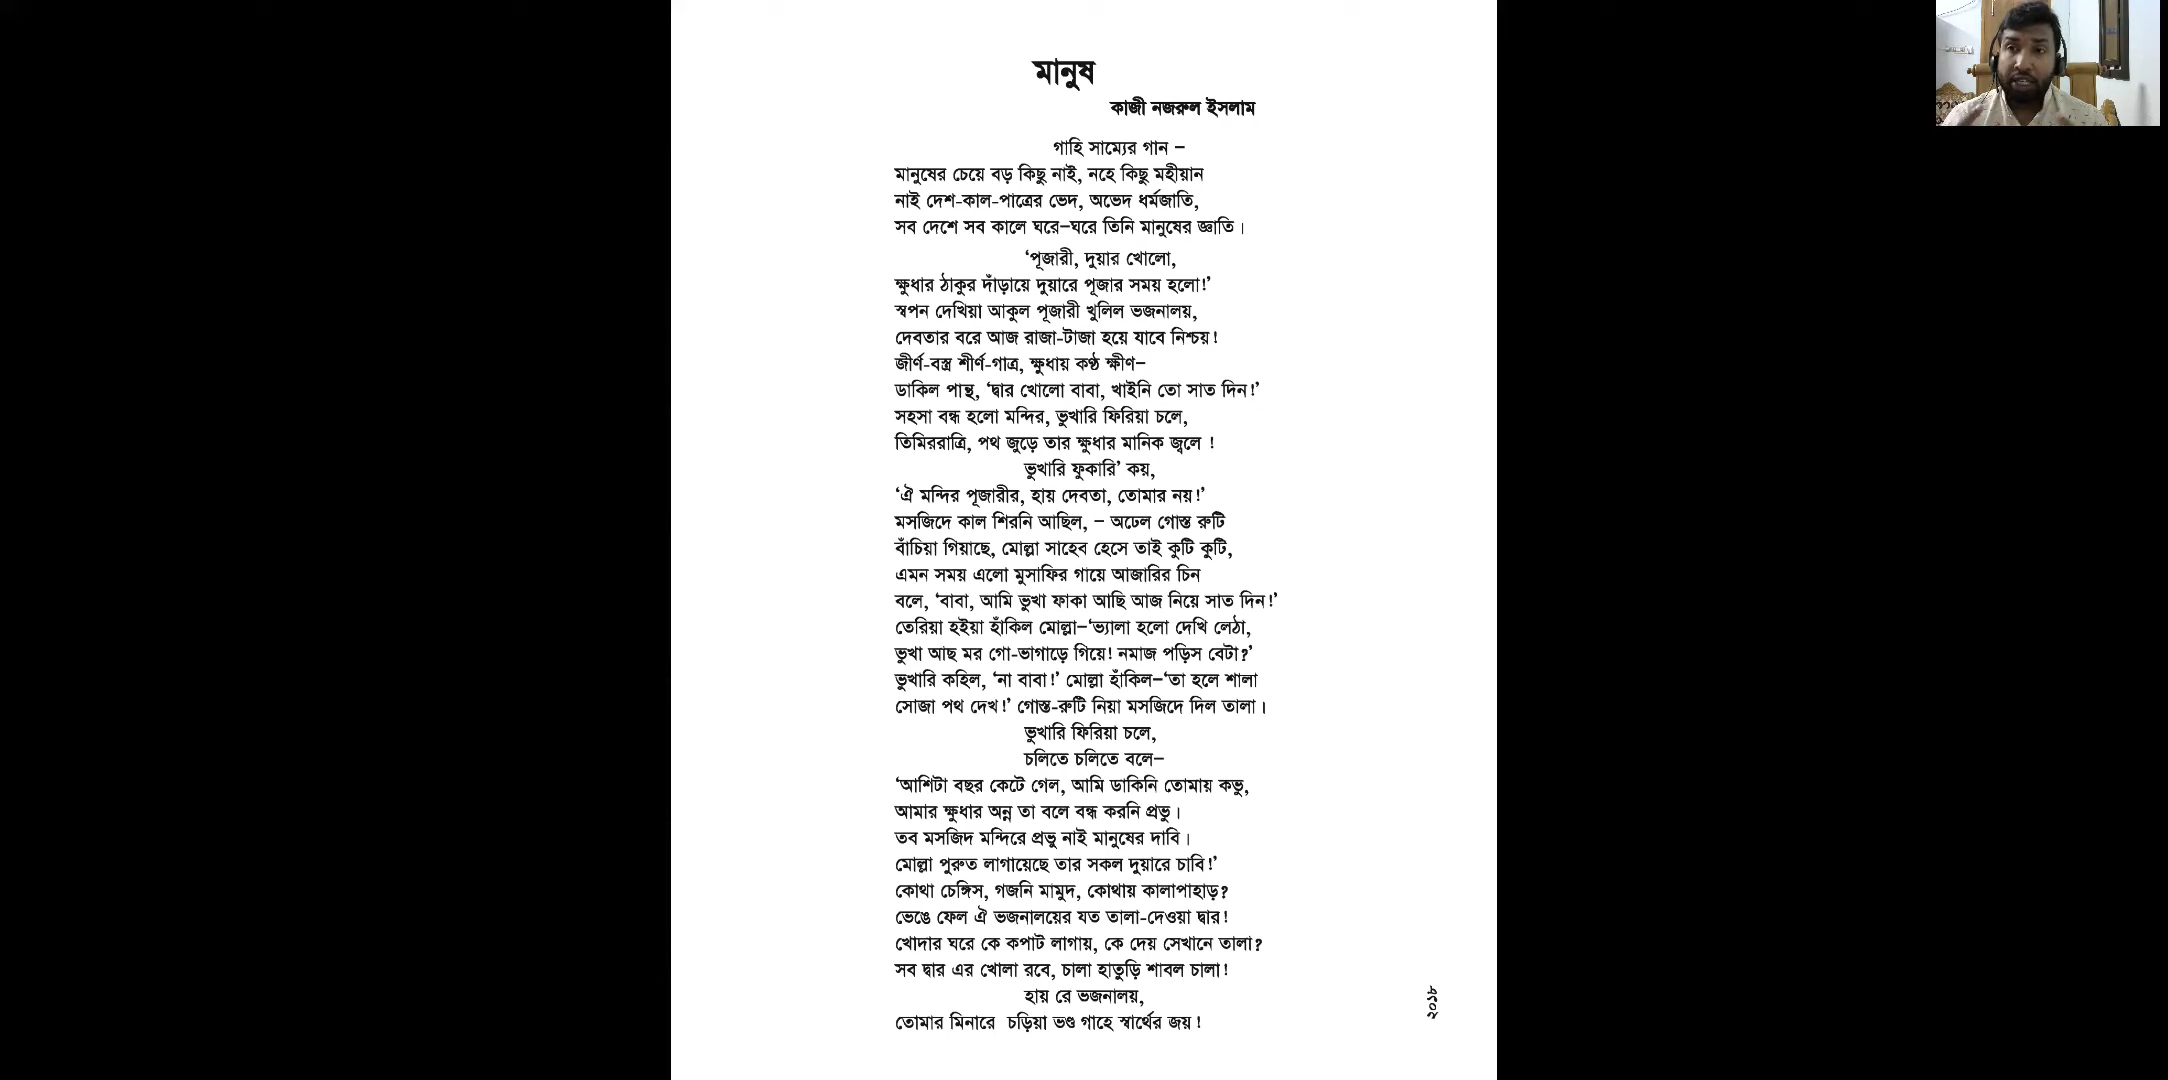 মানুষ
কাজী নজরুল ইসলাম
গাহি সাম্যের গান –
মানুষের চেয়ে বড় কিছু নাই, নহে কিছু মহীয়ান
নাই দেশ-কাল-পাত্রের ভেদ, অভেদ ধর্মজাতি,
সব দেশে সব কালে ঘরে–ঘরে তিনি মানুষের জ্ঞাতি।
‘পূজারী, দুয়ার খোলো,
ক্ষুধার ঠাকুর দাঁড়ায়ে দুয়ারে পূজার সময় হলো!’
স্বপন দেখিয়া আকুল পূজারী খুলিল ভজনালয়,
দেবতার বরে আজ রাজা-টাজা হয়ে যাবে নিশ্চয়!
জীর্ণ-বস্ত্র শীর্ণ-গাত্র, ক্ষুধায় কণ্ঠ ক্ষীণ–
ডাকিল পান্থ, ‘দ্বার খোলো বাবা, খাইনি তো সাত দিন!’
সহসা বন্ধ হলো মন্দির, ভুখারি ফিরিয়া চলে,
তিমিররাত্রি, পথ জুড়ে তার ক্ষুধার মানিক জ্বলে !
ভুখারি ফুকারি’ কয়,
‘ঐ মন্দির পূজারীর, হায় দেবতা, তোমার নয়!’
মসজিদে কাল শিরনি আছিল, – অঢেল গোস্ত রুটি
বাঁচিয়া গিয়াছে, মোল্লা সাহেব হেসে তাই কুটি কুটি,
এমন সময় এলো মুসাফির গায়ে আজারির চিন
বলে, ‘বাবা, আমি ভুখা ফাকা আছি আজ নিয়ে সাত দিন!’
তেরিয়া হইয়া হাঁকিল মোল্লা–‘ভ্যালা হলো দেখি লেঠা,
ভুখা আছ মর গো-ভাগাড়ে গিয়ে! নমাজ পড়িস বেটা?’
ভুখারি কহিল, ‘না বাবা!’ মোল্লা হাঁকিল–‘তা হলে শালা
সোজা পথ দেখ!’ গোস্ত-রুটি নিয়া মসজিদে দিল তালা।
ভুখারি ফিরিয়া চলে,
চলিতে চলিতে বলে–
‘আশিটা বছর কেটে গেল, আমি ডাকিনি তোমায় কভু,
আমার ক্ষুধার অন্ন তা বলে বন্ধ করনি প্রভু।
তব মসজিদ মন্দিরে প্রভু নাই মানুষের দাবি।
মোল্লা পুরুত লাগায়েছে তার সকল দুয়ারে চাবি!’
কোথা চেঙ্গিস, গজনি মামুদ, কোথায় কালাপাহাড়?
ভেঙে ফেল ঐ ভজনালয়ের যত তালা-দেওয়া দ্বার!
খোদার ঘরে কে কপাট লাগায়, কে দেয় সেখানে তালা?
সব দ্বার এর খোলা রবে, চালা হাতুড়ি শাবল চালা!
হায় রে ভজনালয়,
তোমার মিনারে চড়িয়া ভণ্ড গাহে স্বার্থের জয়!
২০১৮